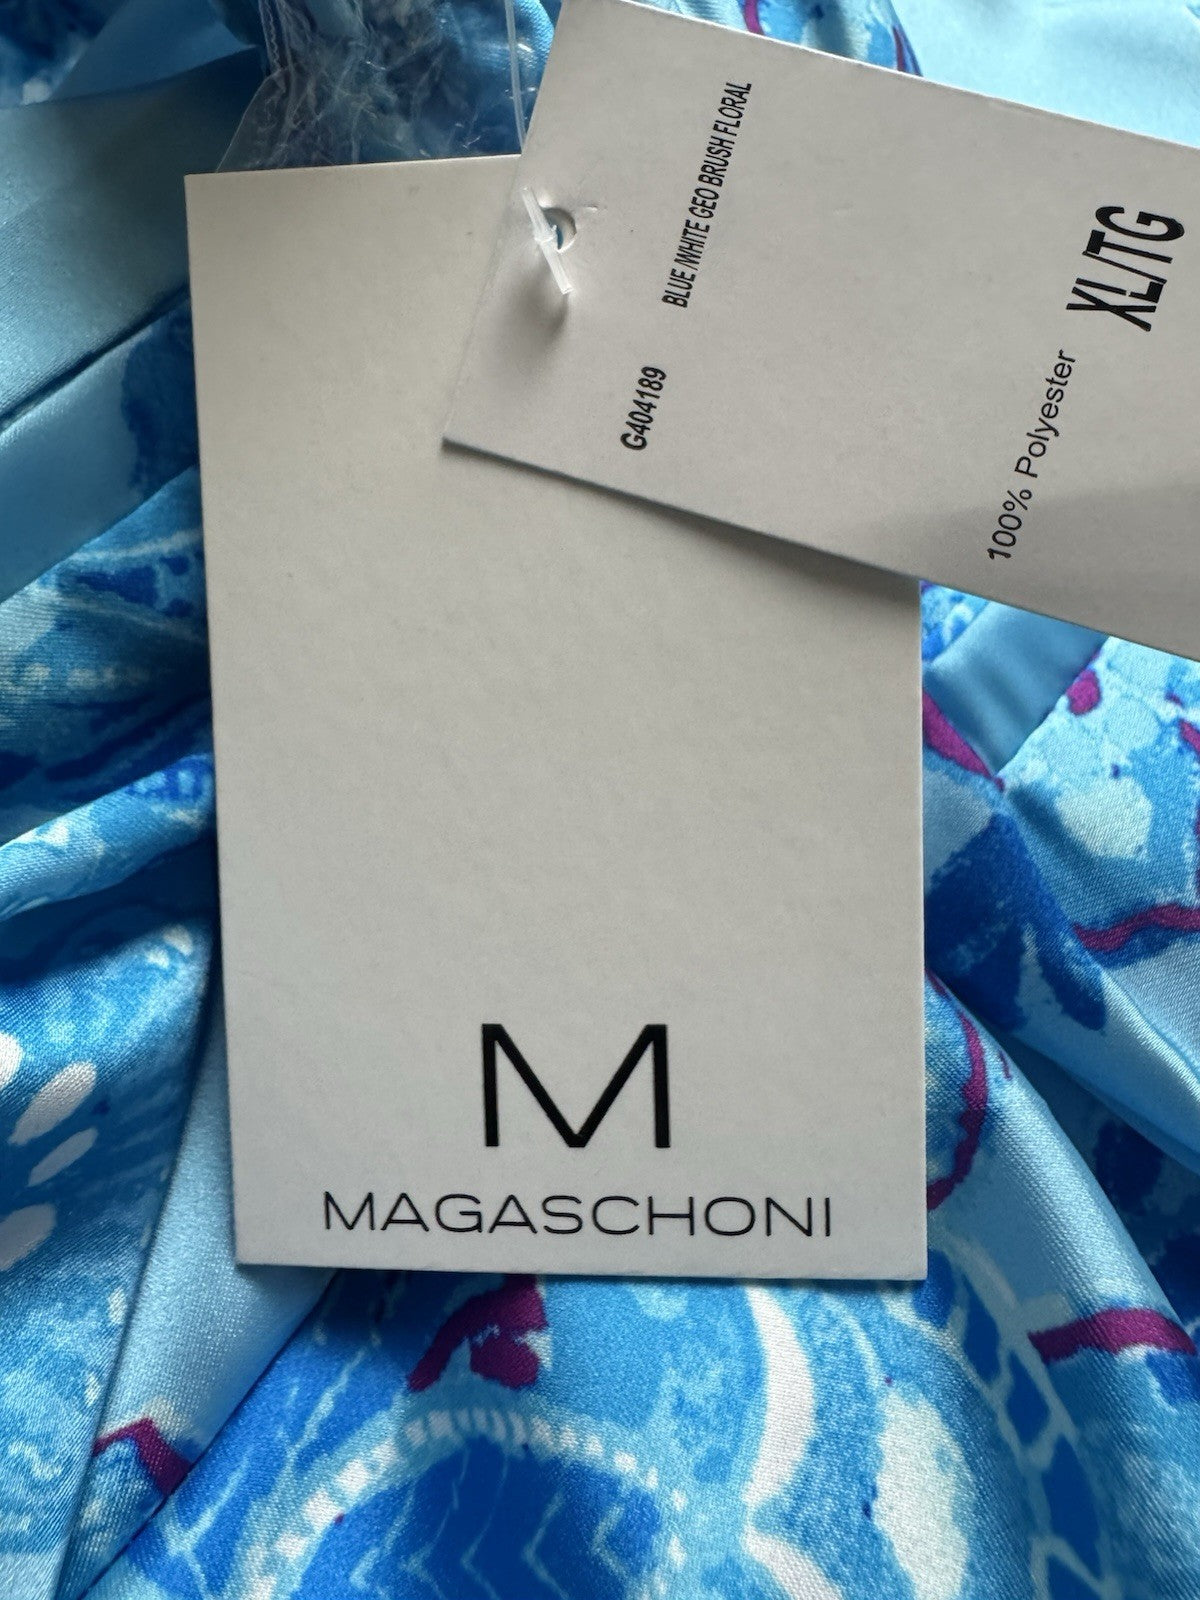 G404189
BLUE/WHITE GEO BRUSH FLORAL
100% Polyester
XL/TG
M
MAGASCHONI